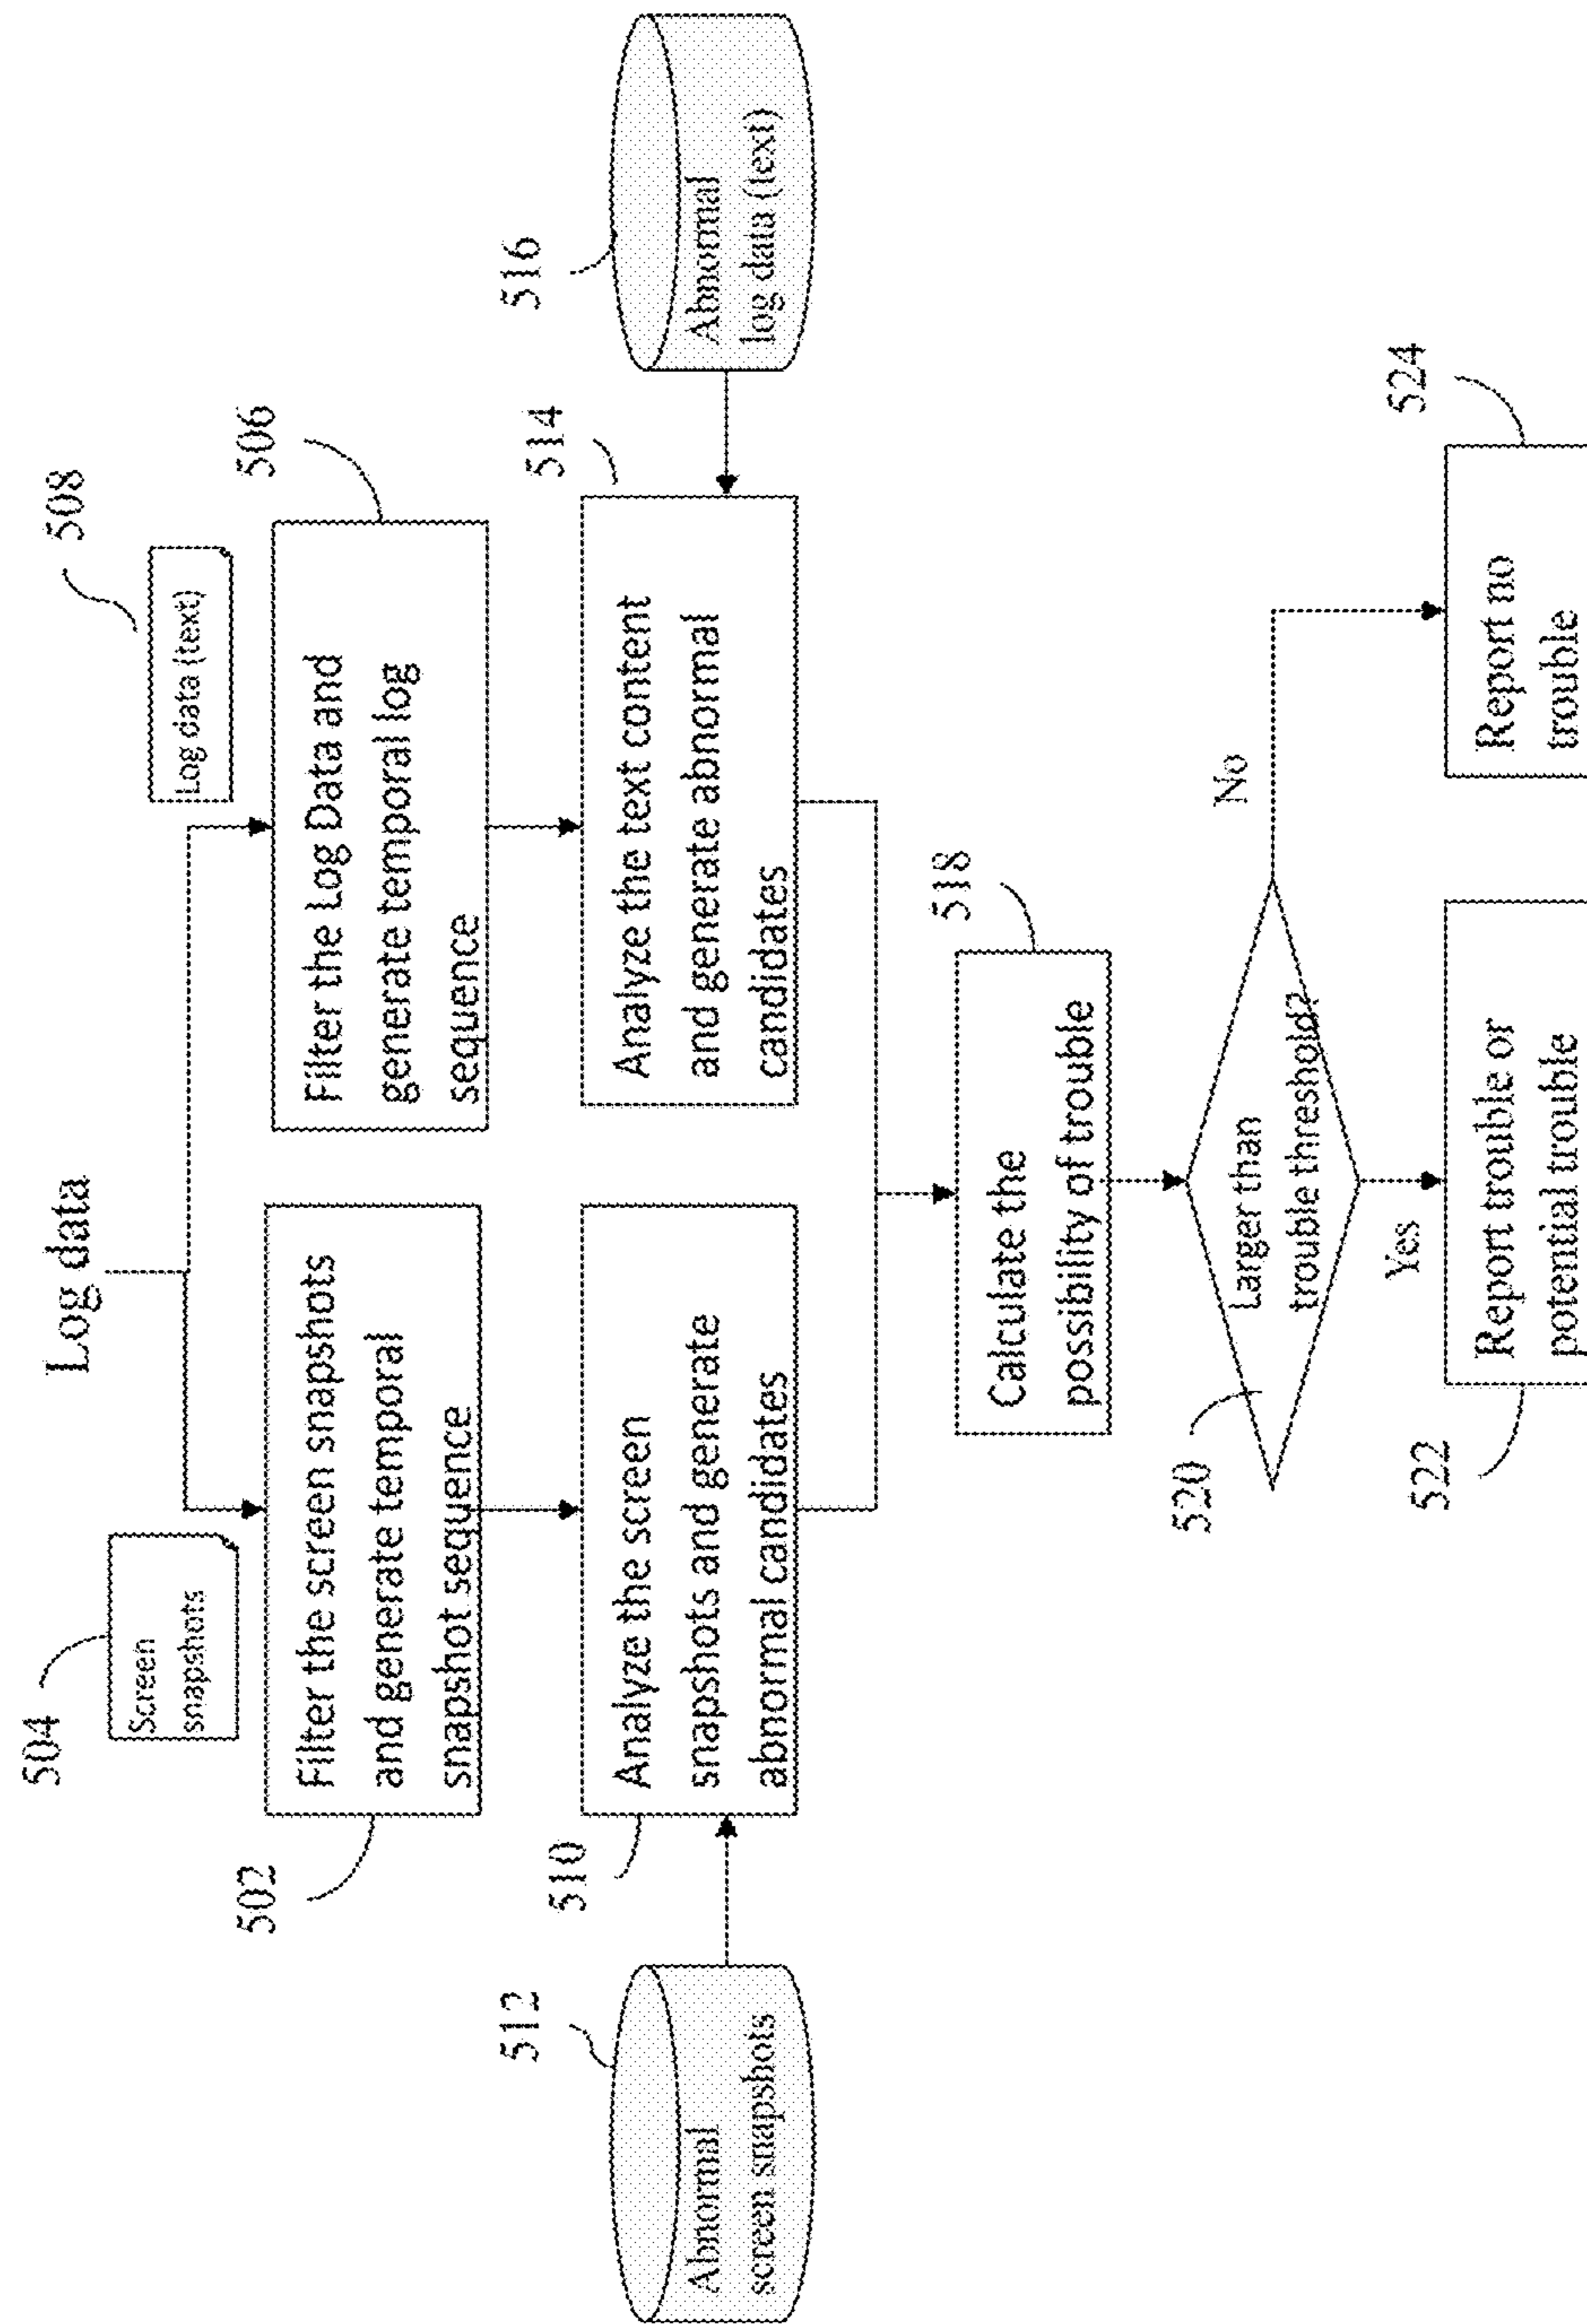 Log data
504
Screen
snapshots
508
Log data (text)
502
Filter the screen snapshots
and generate temporal
snapshot sequence
506
Filter the Log Data and
generate temporal log
sequence
512
Abnormal
screen snapshots
510
Analyze the screen
snapshots and generate
abnormal candidates
514
Analyze the text content
and generate abnormal
candidates
516
Abnormal
log data (text)
518
Calculate the
possibility of trouble
520
Larger than
trouble threshold?
No
Yes
522
Report trouble or
potential trouble
524
Report no
trouble